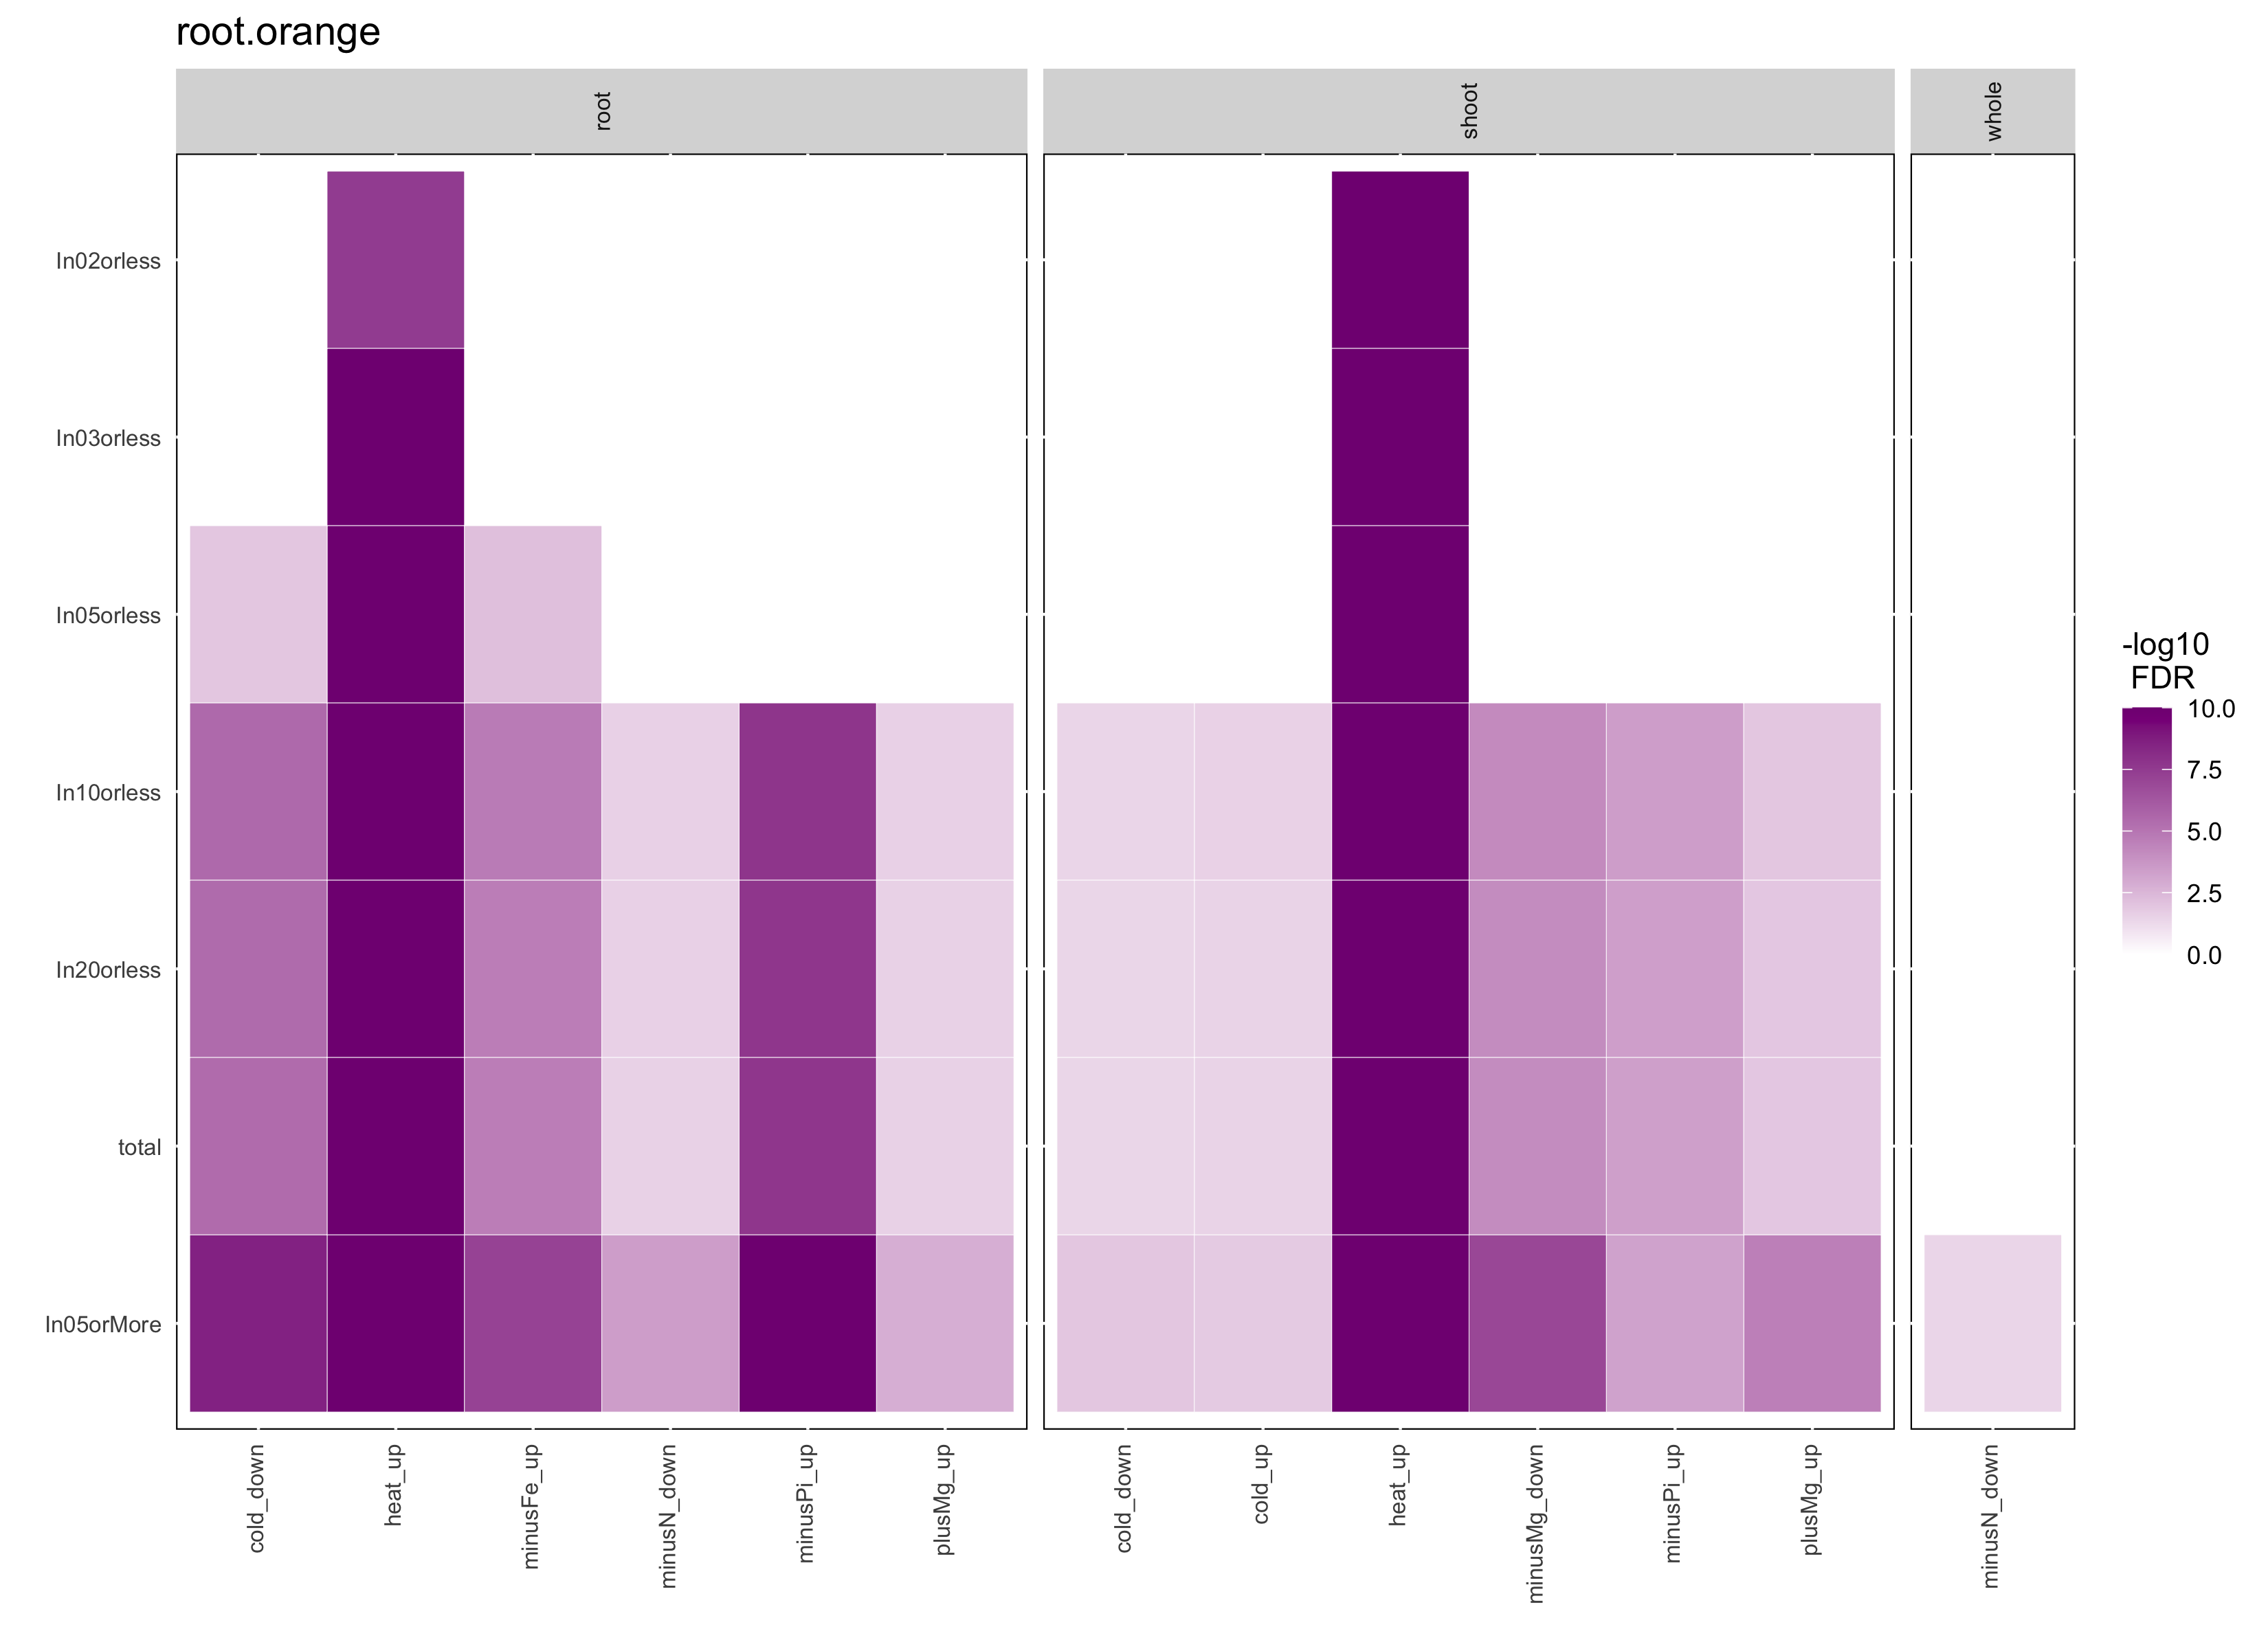 root.orange
root
shoot
whole
In02orless
In03orless
In05orless
In10orless
In20orless
total
In05orMore
cold_down
heat_up
minusFe_up
minusN_down
minusPi_up
plusMg_up
cold_down
cold_up
heat_up
minusMg_down
minusPi_up
plusMg_up
minusN_down
-log10
FDR
10.0
7.5
5.0
2.5
0.0